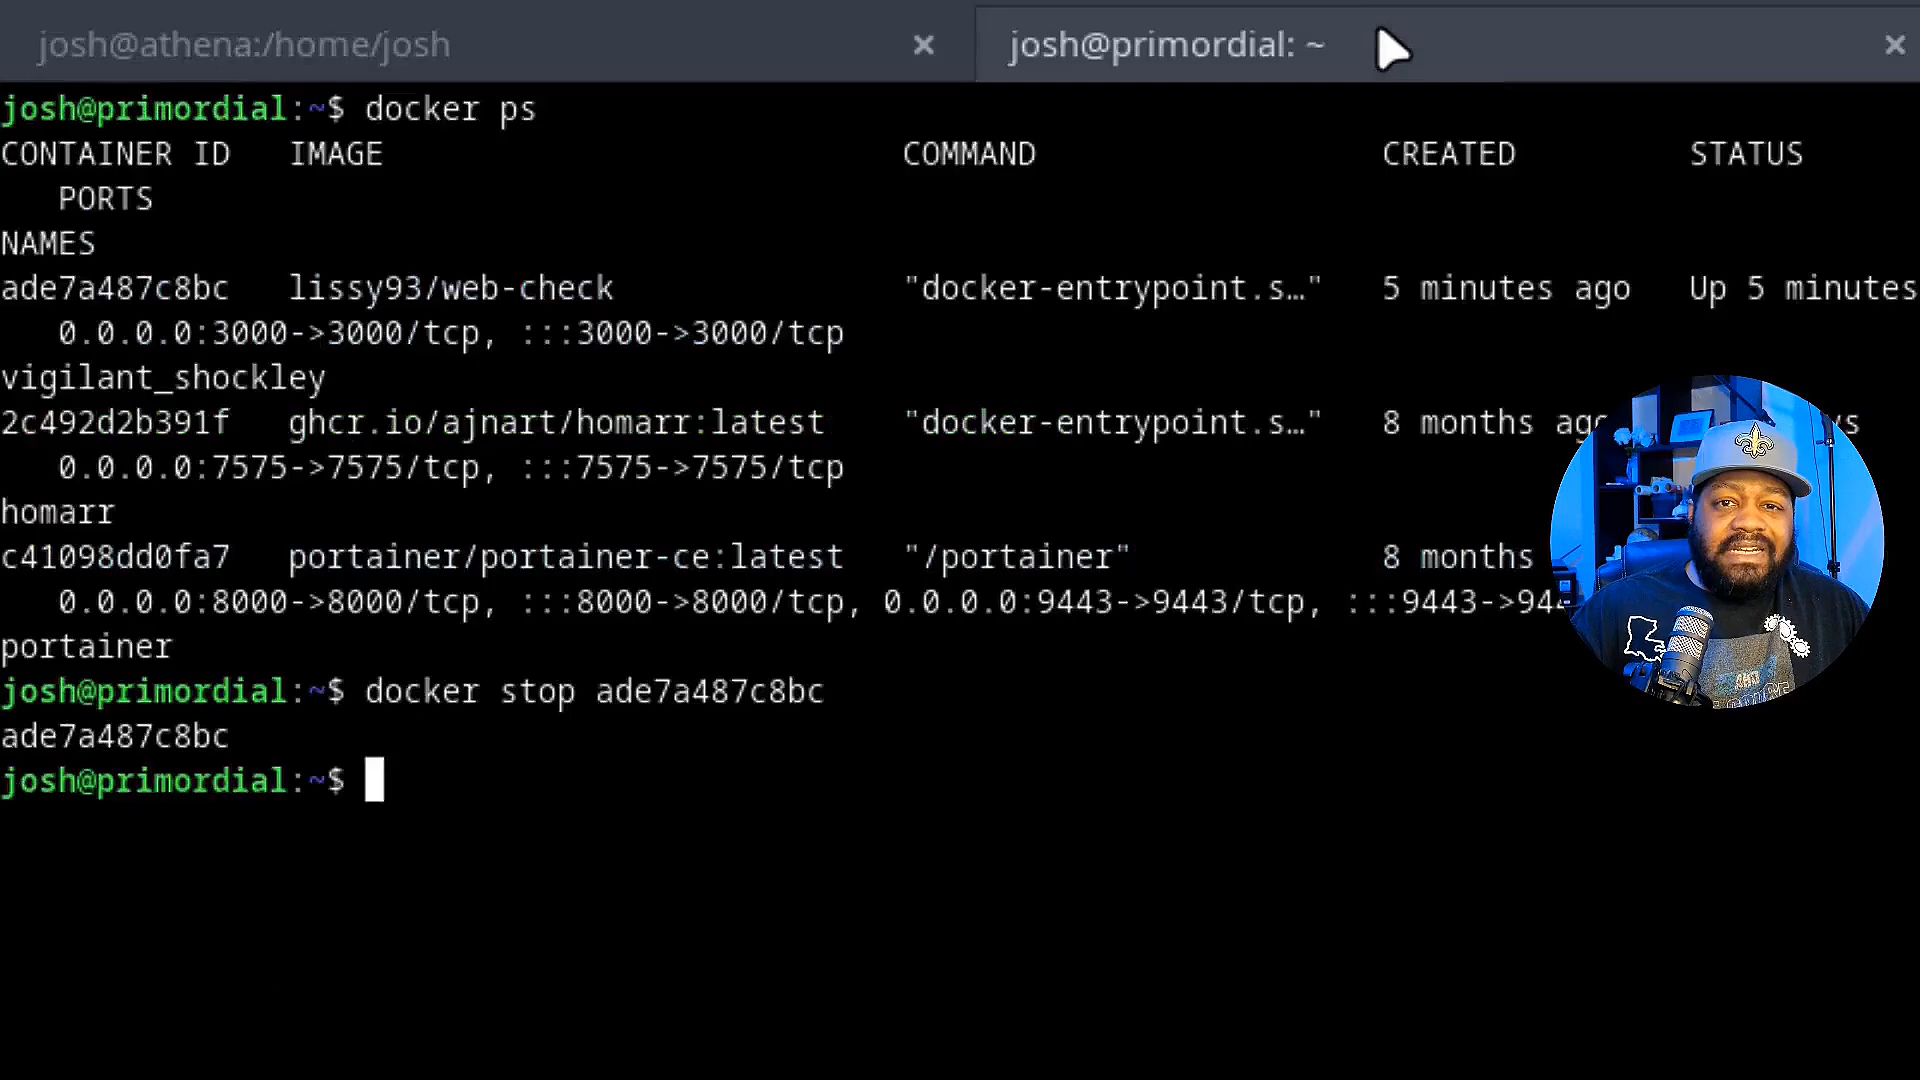 josh@athena:/home/josh
josh@primordial: ~
josh@primordial:~$ docker ps
CONTAINER ID IMAGE COMMAND CREATED STATUS
PORTS
NAMES
ade7a487c8bc lissy93/web-check "docker-entrypoint.s…" 5 minutes ago Up 5 minutes
0.0.0.0:3000->3000/tcp, :::3000->3000/tcp
vigilant_shockley
2c492d2b391f ghcr.io/ajnart/homarr:latest "docker-entrypoint.s…" 8 months
0.0.0.0:7575->7575/tcp, :::7575->7575/tcp
homarr
c41098dd0fa7 portainer/portainer-ce:latest "/portainer" 8 months
0.0.0.0:8000->8000/tcp, :::8000->8000/tcp, 0.0.0.0:9443->9443/tcp, :::9443->94
portainer
josh@primordial:~$ docker stop ade7a487c8bc
ade7a487c8bc
josh@primordial:~$